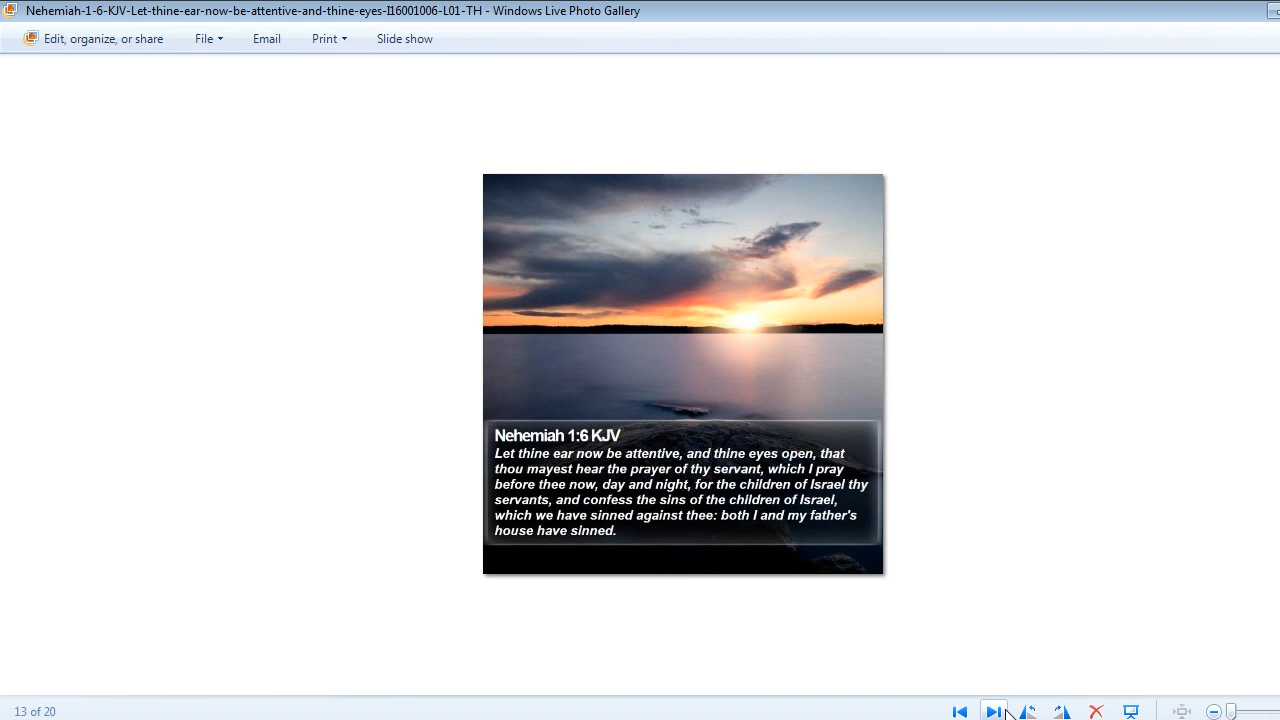 Nehemiah-1-6-KJV-Let-thine-ear-now-be-attentive-and-thine-eyes-I16001006-L01-TH - Windows Live Photo Gallery
Edit, organize, or share File Email Print Slide show
Nehemiah 1:6 KJV
Let thine ear now be attentive, and thine eyes open, that
thou mayest hear the prayer of thy servant, which I pray
before thee now, day and night, for the children of Israel thy
servants, and confess the sins of the children of Israel,
which we have sinned against thee: both I and my father's
house have sinned.
13 of 20